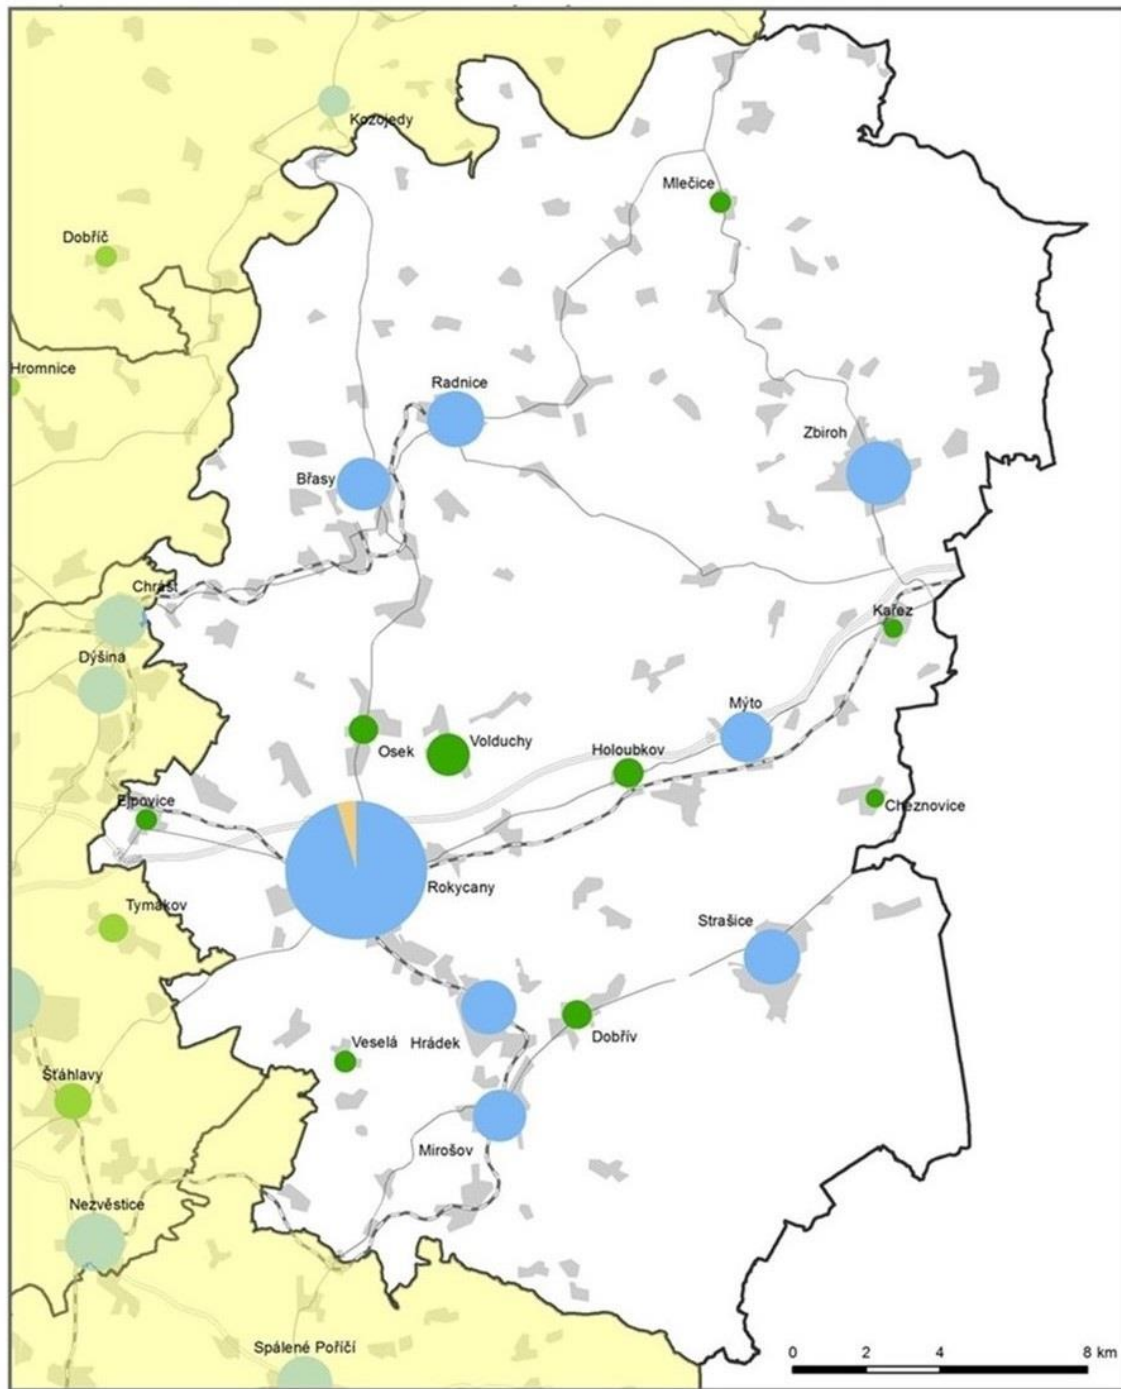 Kozojedy
Mlečice
Dobříč
Hromnice
Radnice
Zbiroh
Břasy
Chrást
Kařez
Dýšina
Mýto
Osek
Volduchy
Holoubkov
Ejpovice
Cheznovice
Rokycany
Tymákov
Strašice
Veselá
Hrádek
Dobřív
Šťáhlavy
Mirošov
Nezvěstice
Spálené Poříčí
0 2 4 8 km